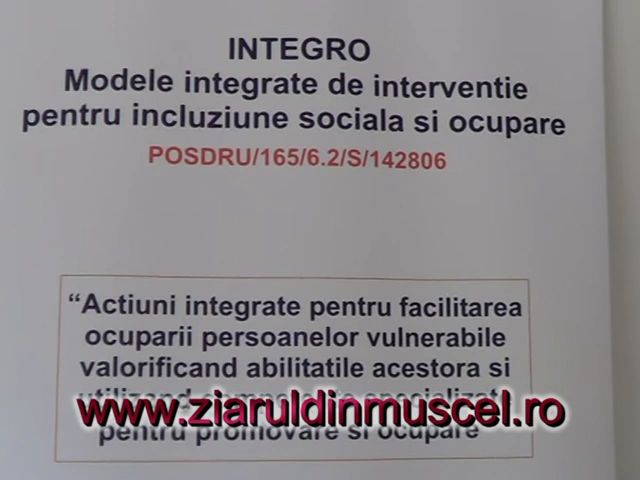 INTEGRO
Modele integrate de interventie
pentru incluziune sociala si ocupare
POSDRU/165/6.2/S/142806
“Actiuni integrate pentru facilitarea
ocuparii persoanelor vulnerabile
valorificand abilitatile acestora si
www.ziaruldinmuscel.ro
pentru promovare si ocupare